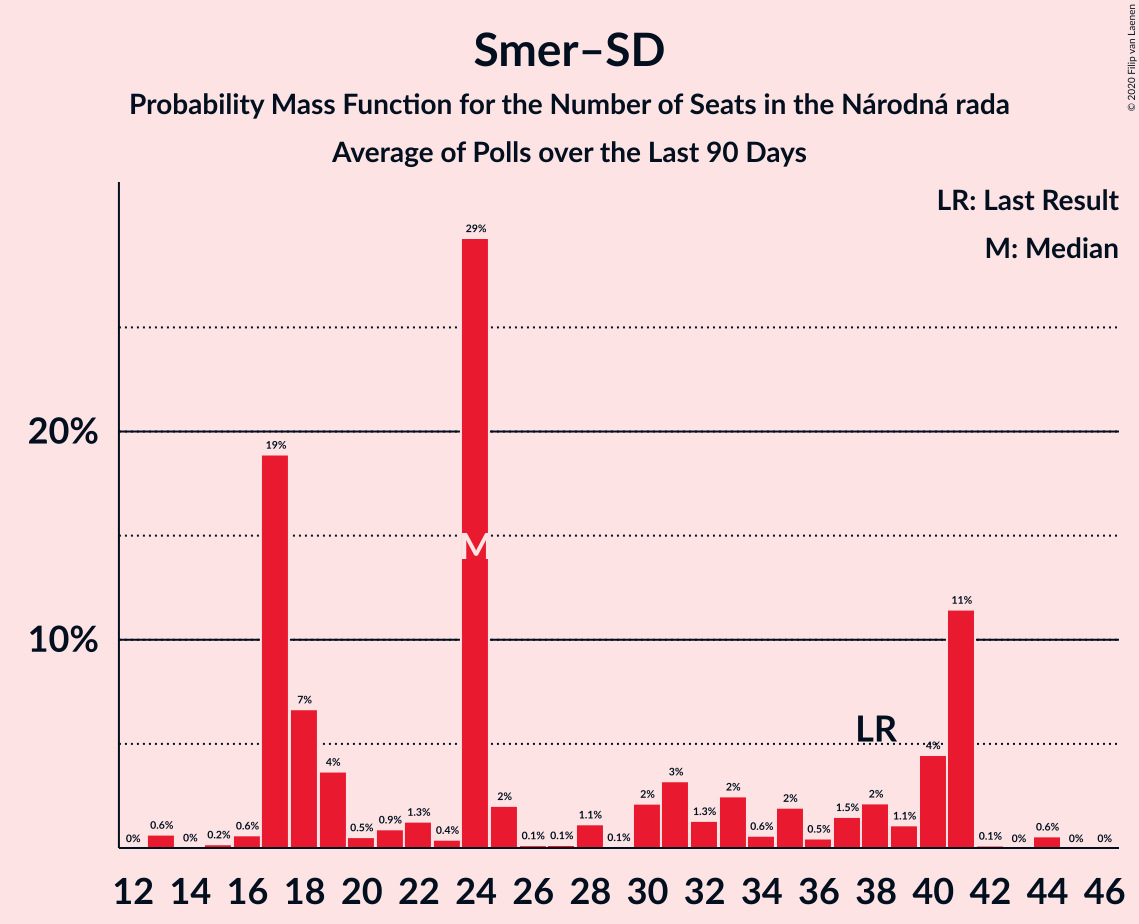 © 2020 Filip van Laenen
Smer–SD
Probability Mass Function for the Number of Seats in the Národná rada
Average of Polls over the Last 90 Days
LR: Last Result
M: Median
29%
20%
19%
M
11%
10%
7%
LR
4%
4%
3%
0% 0.6% 0% 0.2% 0.6% 0.5% 0.9% 1.3% 0.4% 2% 0.1% 0.1% 1.1% 0.1% 2% 1.3% 2% 0.6% 2% 0.5% 1.5% 2% 1.1% 0.1% 0% 0.6% 0% 0%
12 14 16 18 20 22 24 26 28 30 32 34 36 38 40 42 44 46